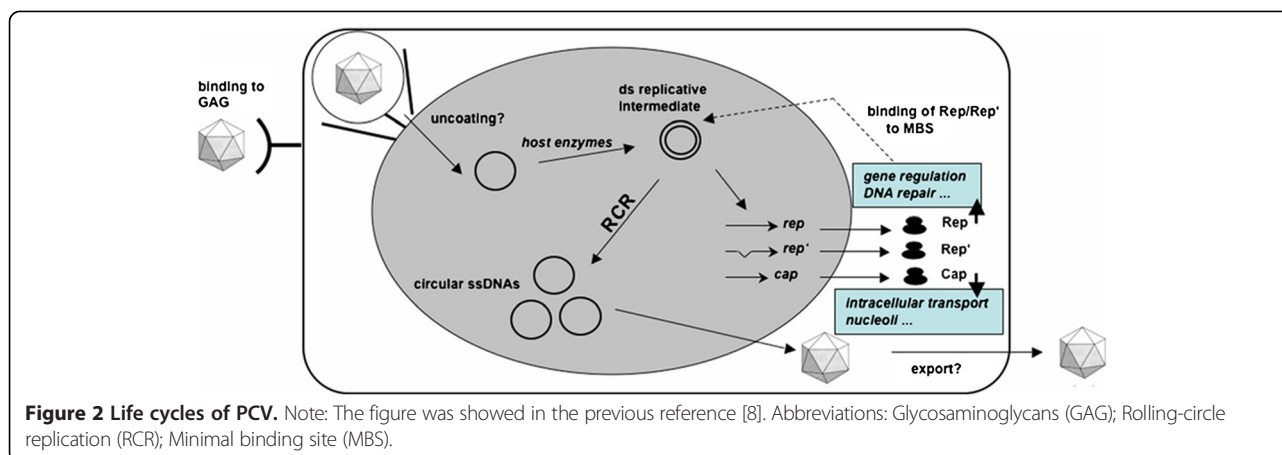 binding to
GAG
uncoating?
host enzymes
ds replicative
Intermediate
binding of Rep/Rep'
to MBS
gene regulation
DNA repair ...
RCR
rep
Rep
rep'
Rep'
cap
Cap
circular ssDNAs
intracellular transport
nucleoli ...
export?
Figure 2 Life cycles of PCV. Note: The figure was showed in the previous reference [8]. Abbreviations: Glycosaminoglycans (GAG); Rolling-circle
replication (RCR); Minimal binding site (MBS).